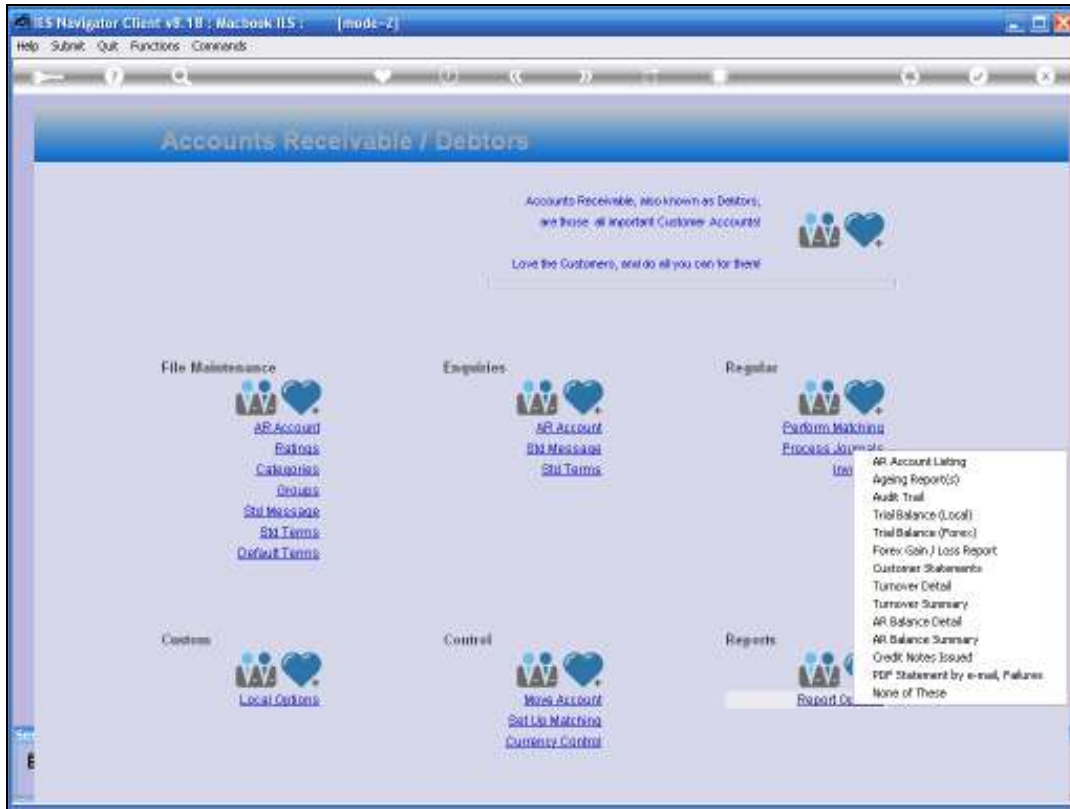 IES Navigator Client v8.1B : Macbook ILS : [mode-Z]
Help Submit Quit Functions Commands
Accounts Receivable / Debtors
Accounts Receivable, also known as Debtors,
are those all important Customer Accounts!
Love the Customers, and do all you can for them!
File Maintenance
AR Account
Ratings
Categories
Groups
Std Message
Std Terms
Default Terms
Enquiries
AR Account
Std Message
Std Terms
Regular
Perform Matching
Process Journals
AR Account Listing
Ageing Report(s)
Audit Trail
Trial Balance (Local)
Trial Balance (Forex)
Forex Gain / Loss Report
Customer Statements
Turnover Detail
Turnover Summary
AR Balance Detail
AR Balance Summary
Credit Notes Issued
PDF Statement by e-mail, Failures
None of These
Custom
Local Options
Control
Move Account
Set Up Matching
Currency Control
Reports
Report